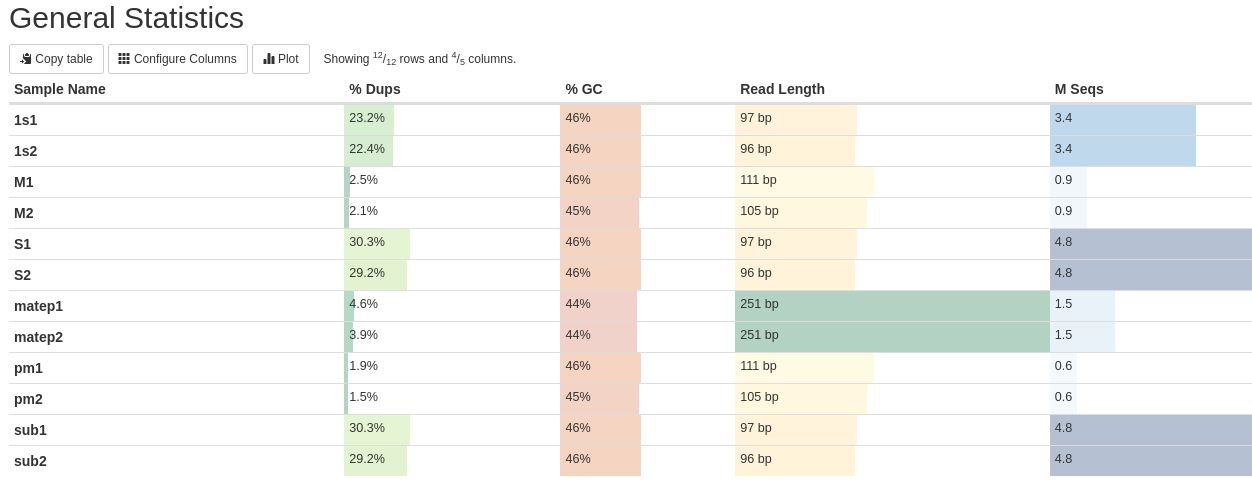 General Statistics
Copy table Configure Columns Plot Showing 12/12 rows and 4/5 columns.
Sample Name % Dups % GC Read Length M Seqs
1s1 23.2% 46% 97 bp 3.4
1s2 22.4% 46% 96 bp 3.4
M1 2.5% 46% 111 bp 0.9
M2 2.1% 45% 105 bp 0.9
S1 30.3% 46% 97 bp 4.8
S2 29.2% 46% 96 bp 4.8
matep1 4.6% 44% 251 bp 1.5
matep2 3.9% 44% 251 bp 1.5
pm1 1.9% 46% 111 bp 0.6
pm2 1.5% 45% 105 bp 0.6
sub1 30.3% 46% 97 bp 4.8
sub2 29.2% 46% 96 bp 4.8